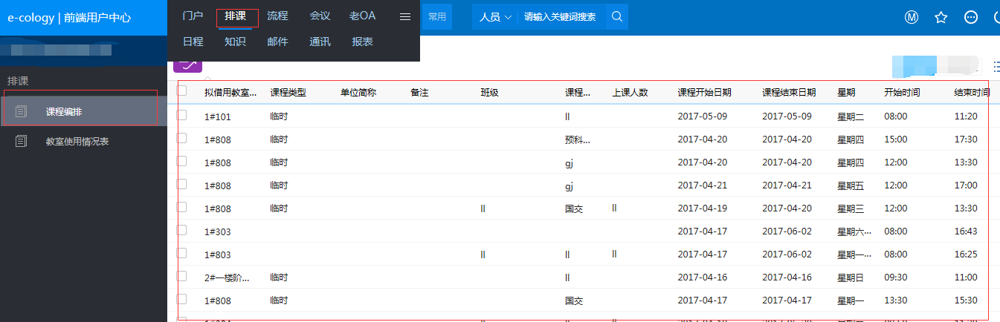 e-cology | 前端用户中心
门户 排课 流程 会议 老OA
常用 人员 请输入关键词搜索 M
日程 知识 邮件 通讯 报表
排课
课程编排
教室使用情况表
拟借用教室... 课程类型 单位简称 备注 班级 课程... 上课人数 课程开始日期 课程结束日期 星期 开始时间 结束时间
1#101 临时 ll 2017-05-09 2017-05-09 星期二 08:00 11:20
1#808 临时 预科... 2017-04-20 2017-04-20 星期四 15:00 17:30
1#808 临时 gj 2017-04-20 2017-04-20 星期四 12:00 13:30
1#808 临时 gj 2017-04-21 2017-04-21 星期五 12:00 17:00
1#808 临时 ll 国交 ll 2017-04-19 2017-04-20 星期三 12:00 13:30
1#303 2017-04-17 2017-06-02 星期六... 08:00 16:43
1#803 ll ll ll 2017-04-17 2017-06-02 星期一... 08:00 16:25
2#一楼阶... 临时 ll 2017-04-16 2017-04-16 星期日 09:30 11:00
1#808 临时 国交 2017-04-17 2017-04-17 星期一 13:30 15:30